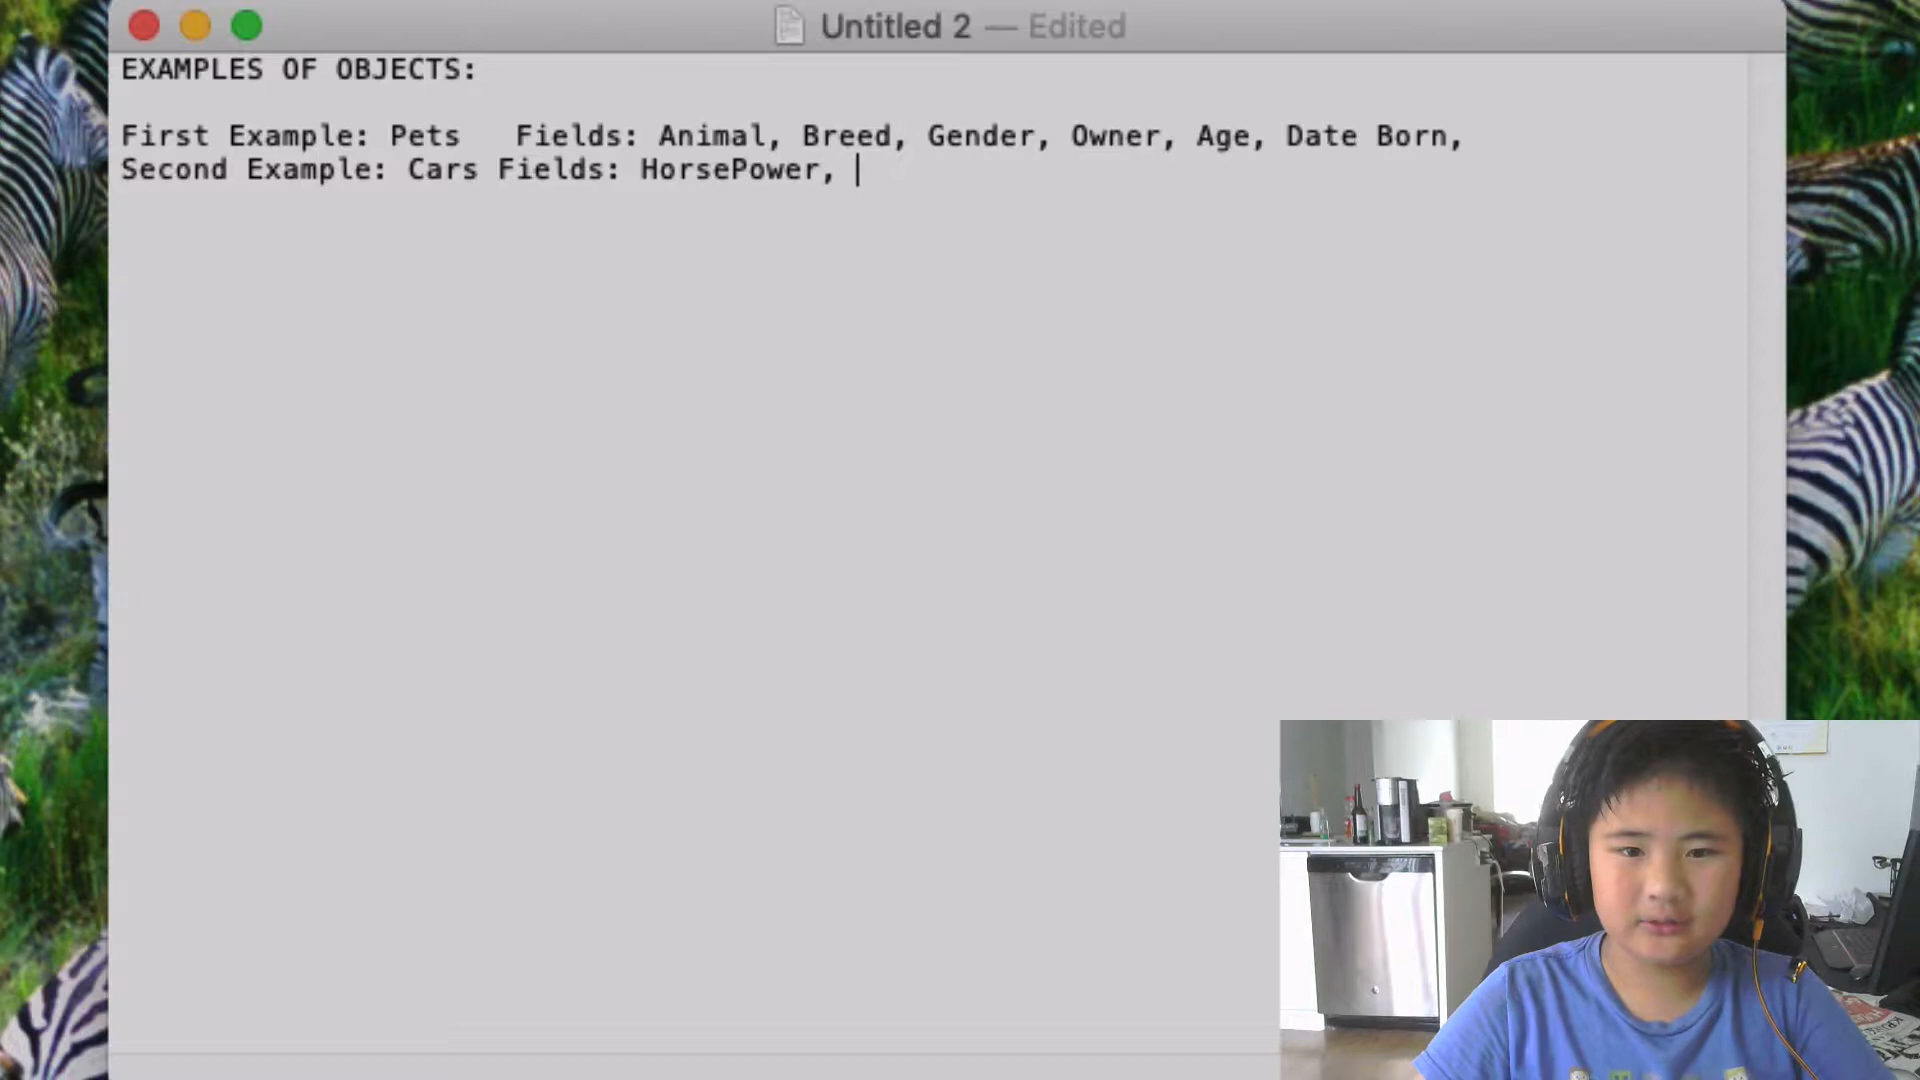 Untitled 2 — Edited
EXAMPLES OF OBJECTS:
First Example: Pets   Fields: Animal, Breed, Gender, Owner, Age, Date Born,
Second Example: Cars Fields: HorsePower,